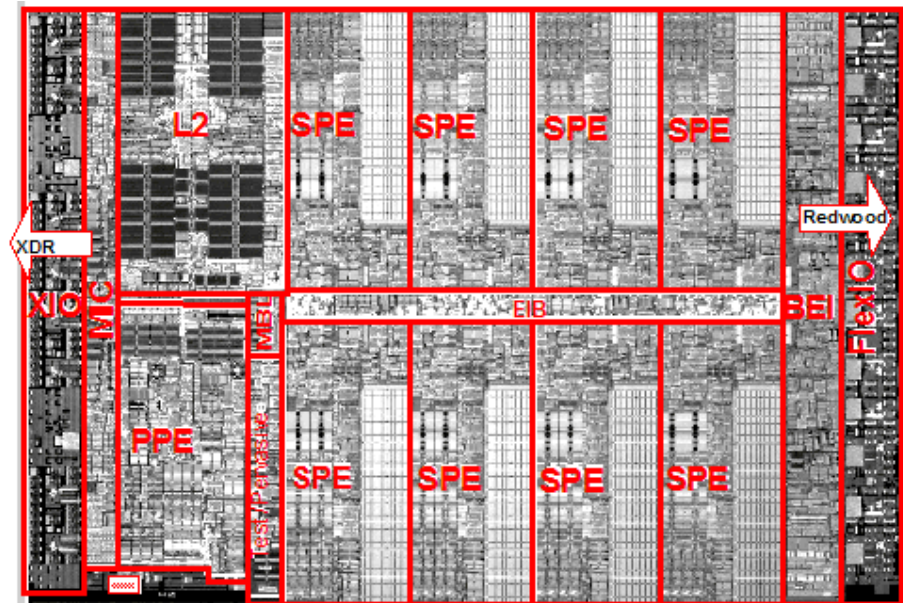 L2
SPE
SPE
SPE
SPE
XDR
Redwood
XIO
MIC
MBL
EIB
BEI
FlexIO
PPE
Test / Pervasive
SPE
SPE
SPE
SPE